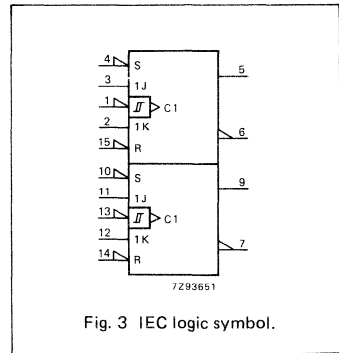 4 S 5
3 1J
1 C1
2 1K 6
15 R
10 S 9
11 1J
13 C1
12 1K 7
14 R
7Z93651
Fig. 3 IEC logic symbol.